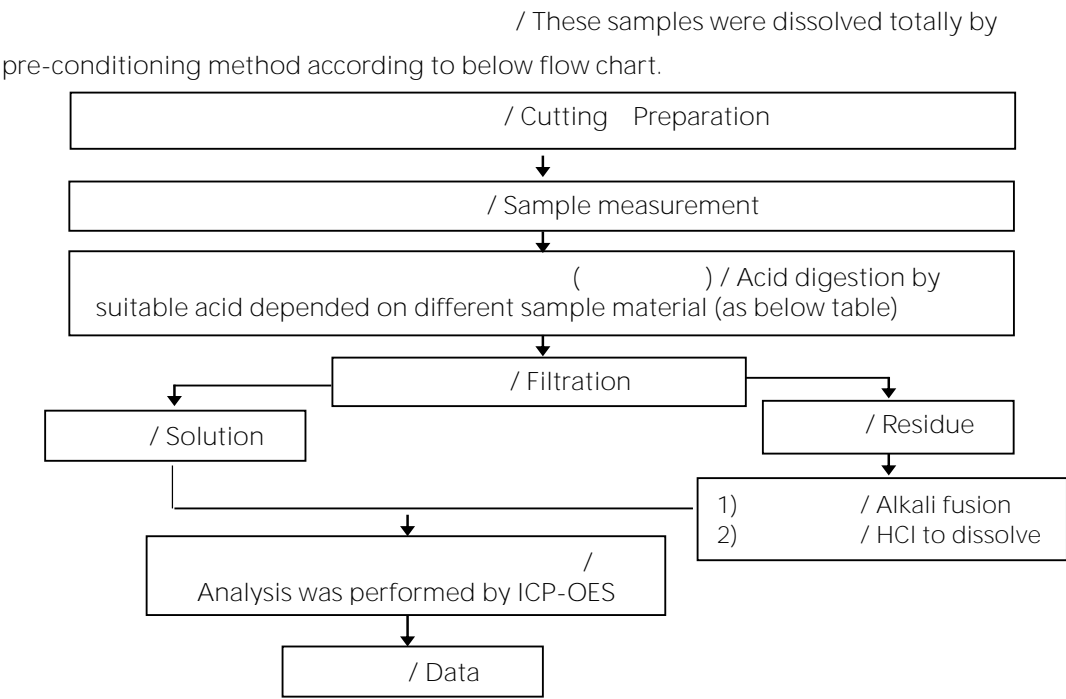 / These samples were dissolved totally by
pre-conditioning method according to below flow chart.
/ Cutting Preparation
/ Sample measurement
( ) / Acid digestion by
suitable acid depended on different sample material (as below table)
/ Filtration
/ Solution
/ Residue
1) / Alkali fusion
2) / HCl to dissolve
/
Analysis was performed by ICP-OES
/ Data